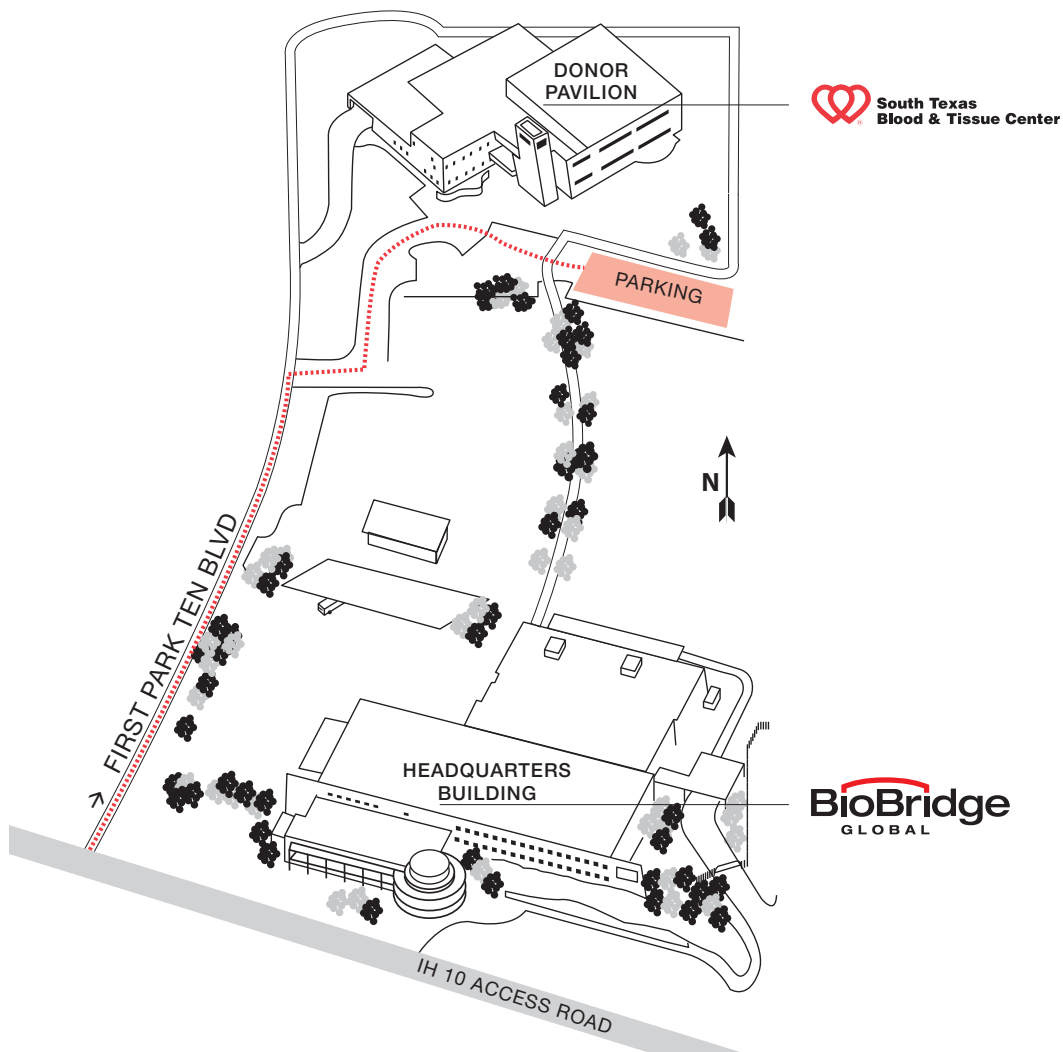 DONOR
PAVILION
South Texas
Blood & Tissue Center
®
PARKING
N
FIRST PARK TEN BLVD
HEADQUARTERS
BUILDING
BioBridge
GLOBAL
IH 10 ACCESS ROAD